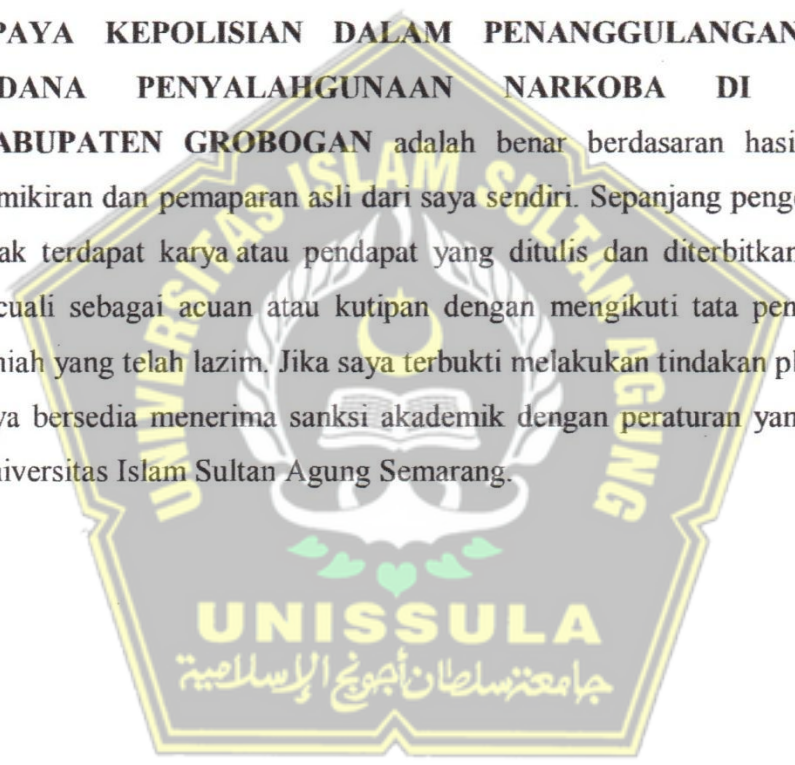 PAYA KEPOLISIAN DALAM PENANGGULANGAN
DANA PENYALAHGUNAAN NARKOBA DI
ABUPATEN GROBOGAN adalah benar berdasaran hasi
mikiran dan pemaparan asli dari saya sendiri. Sepanjang penge
ak terdapat karya atau pendapat yang ditulis dan diterbitkan
cuali sebagai acuan atau kutipan dengan mengikuti tata pen
niah yang telah lazim. Jika saya terbukti melakukan tindakan pl
ya bersedia menerima sanksi akademik dengan peraturan yan
niversitas Islam Sultan Agung Semarang.
UNIVERSITAS ISLAM SULTAN AGUNG
UNISSULA
جامعة سلطان أجونج الإسلامية